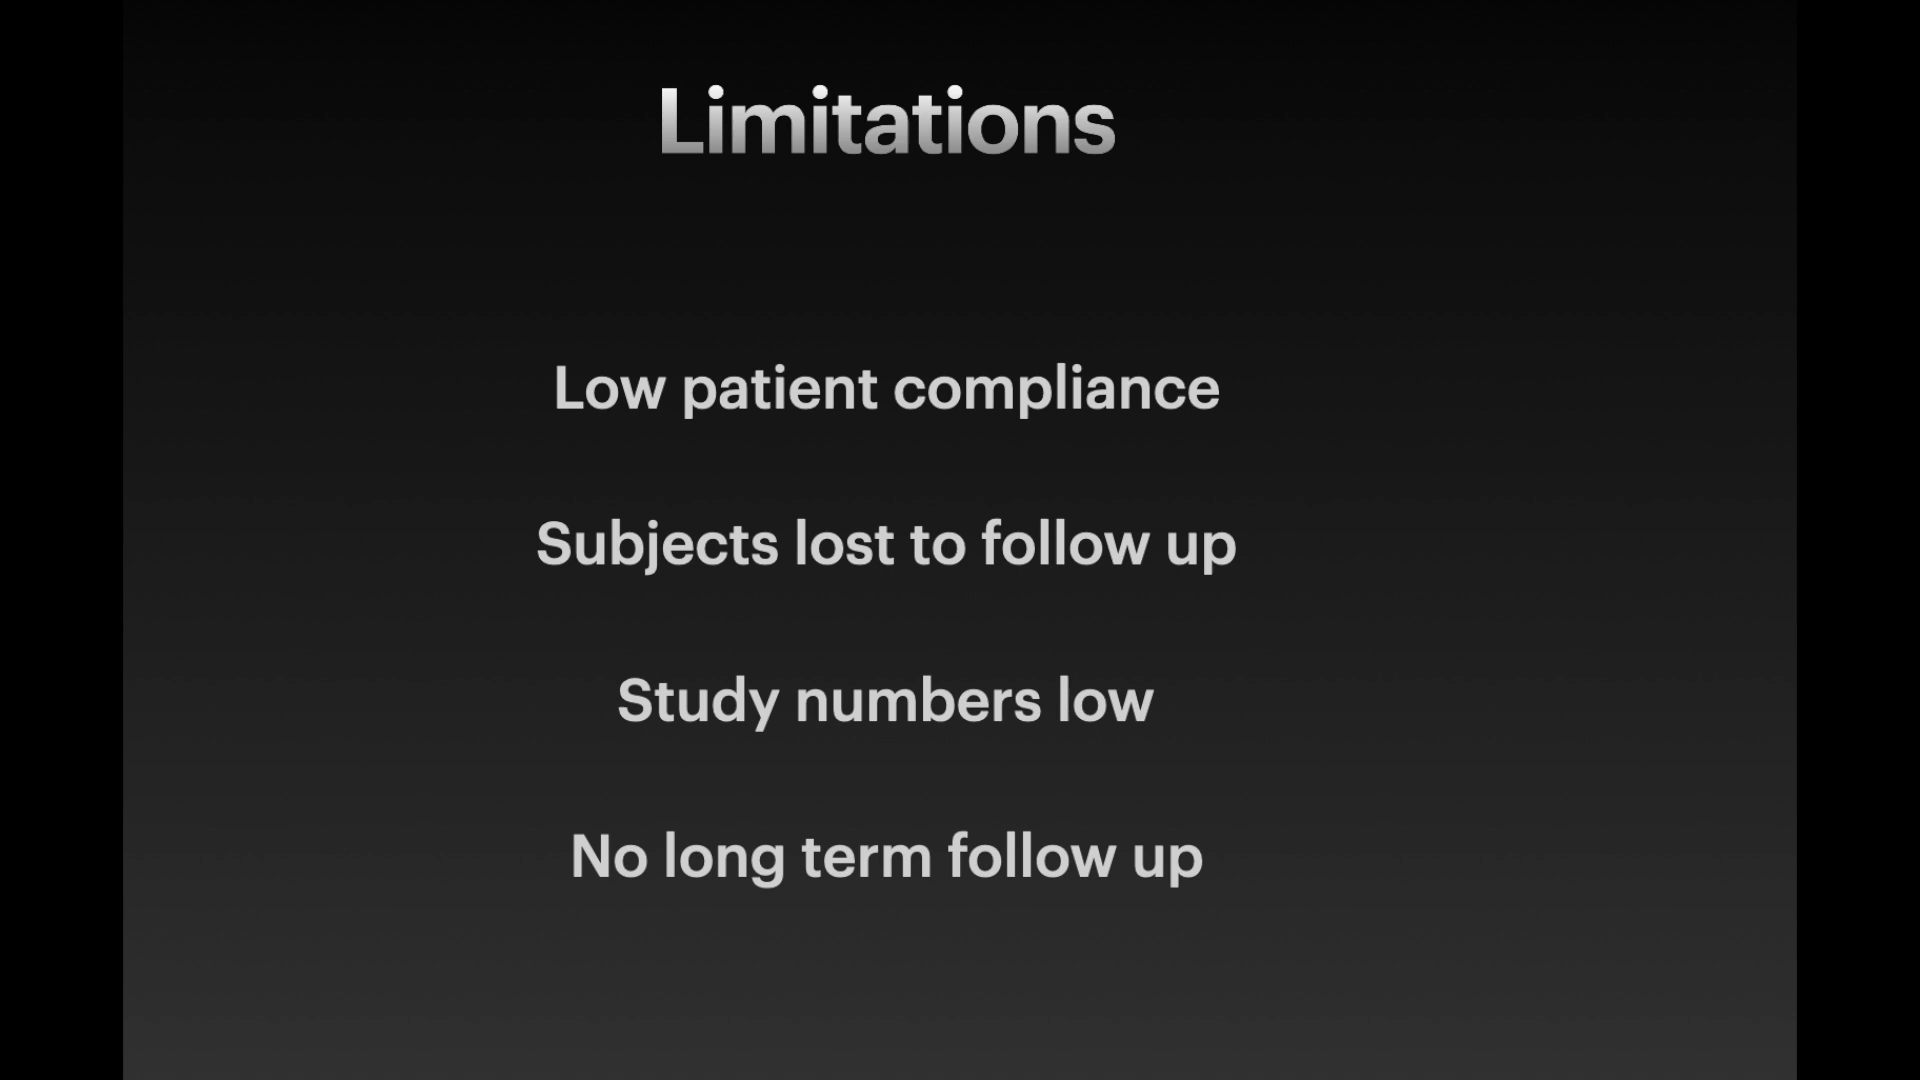 Limitations
Low patient compliance
Subjects lost to follow up
Study numbers low
No long term follow up